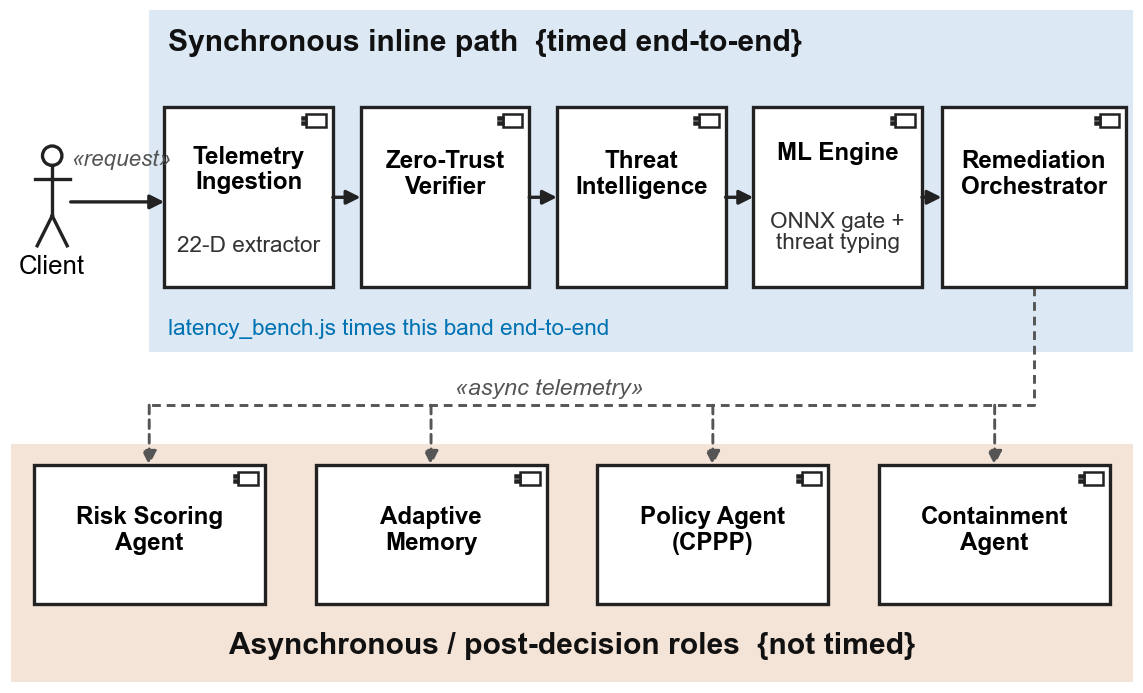 Synchronous inline path  {timed end-to-end}
«request»
Client
Telemetry
Ingestion
22-D extractor
Zero-Trust
Verifier
Threat
Intelligence
ML Engine
ONNX gate +
threat typing
Remediation
Orchestrator
latency_bench.js times this band end-to-end
«async telemetry»
Risk Scoring
Agent
Adaptive
Memory
Policy Agent
(CPPP)
Containment
Agent
Asynchronous / post-decision roles  {not timed}